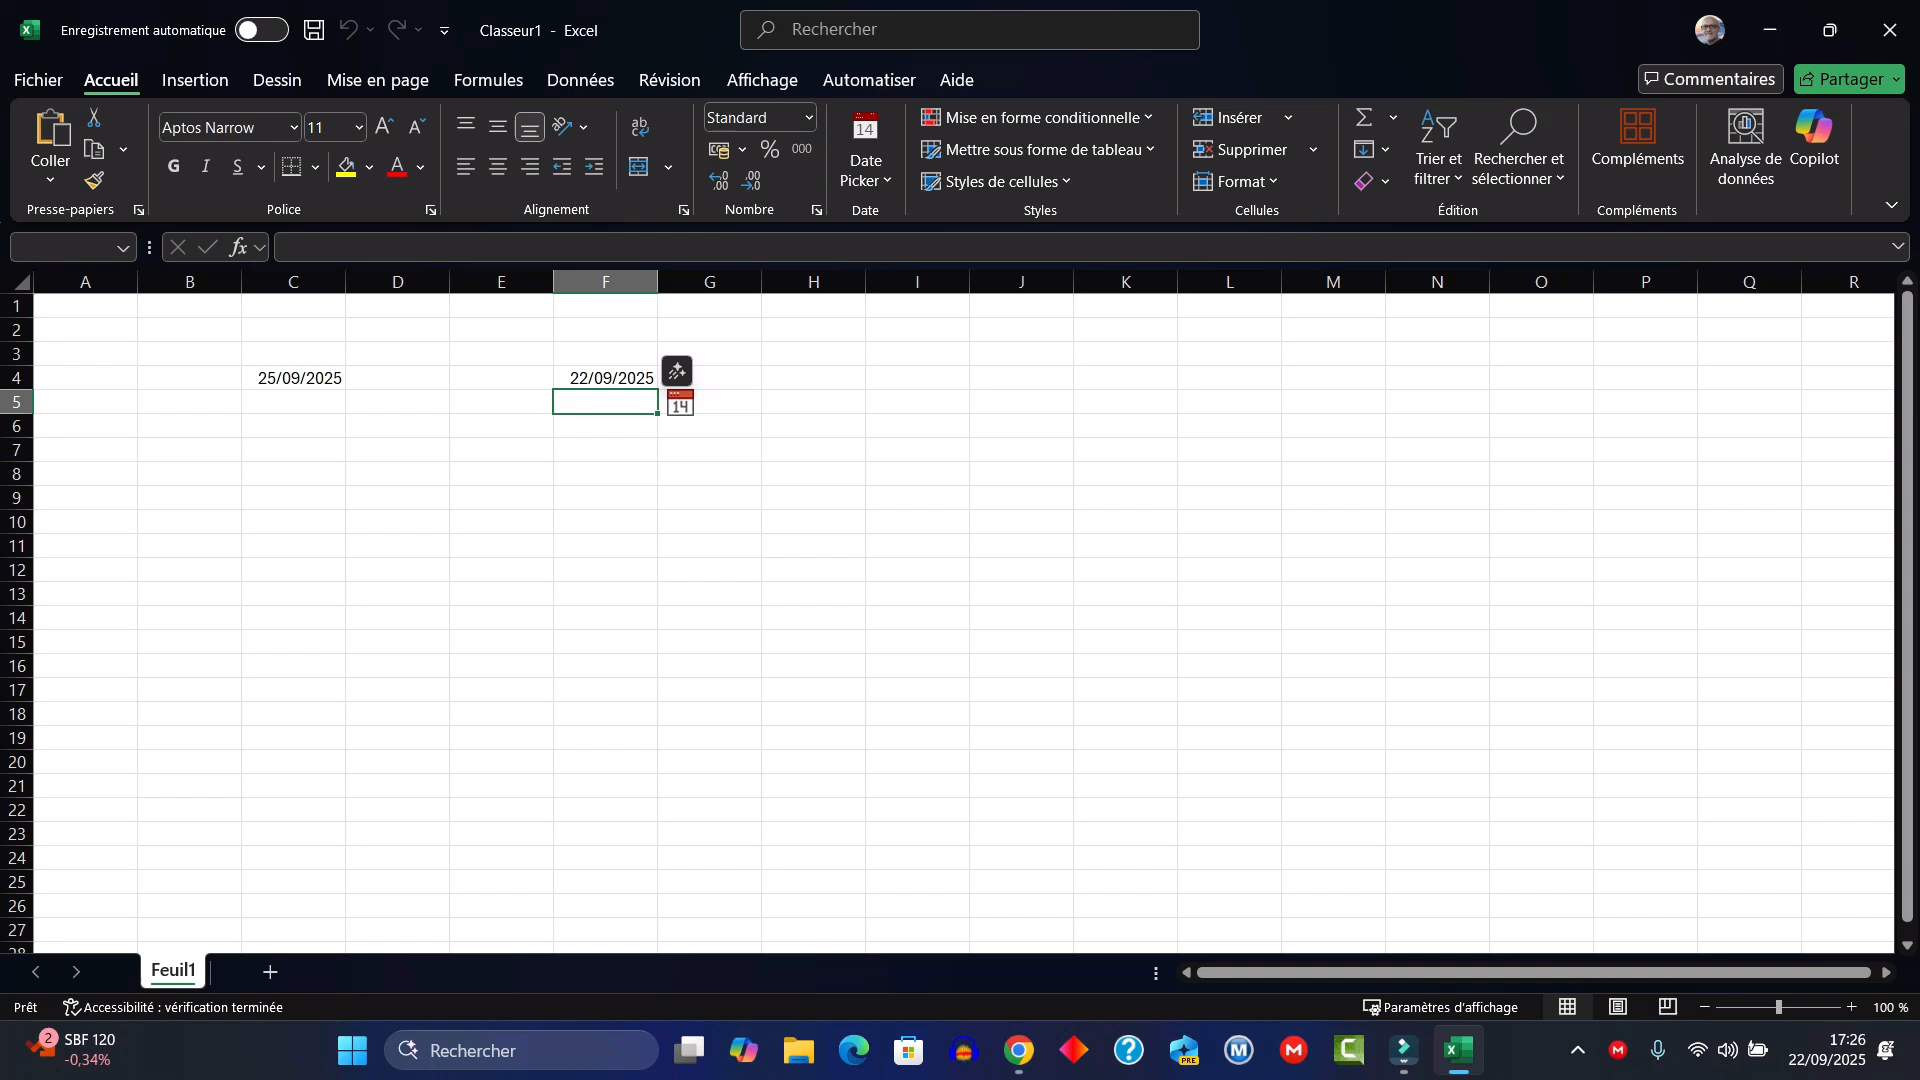 Enregistrement automatique Classeur1 - Excel Rechercher
Fichier Accueil Insertion Dessin Mise en page Formules Données Révision Affichage Automatiser Aide Commentaires Partager
Coller
Presse-papiers
Aptos Narrow 11
G I S
Police
ab
Alignement
Standard
% 000
,00 ,00
Nombre
14
Date
Picker
Date
Mise en forme conditionnelle
Mettre sous forme de tableau
Styles de cellules
Styles
Insérer
Supprimer
Format
Cellules
Trier et
filtrer
Rechercher et
sélectionner
Édition
Compléments
Compléments
Analyse de
données
Copilot
fx
A B C D E F G H I J K L M N O P Q R
1
2
3
4 25/09/2025 22/09/2025
5 14
6
7
8
9
10
11
12
13
14
15
16
17
18
19
20
21
22
23
24
25
26
27
28
Feuil1
Prêt Accessibilité : vérification terminée Paramètres d'affichage 100 %
2 SBF 120
-0,34%
Rechercher
PRE
17:26
22/09/2025